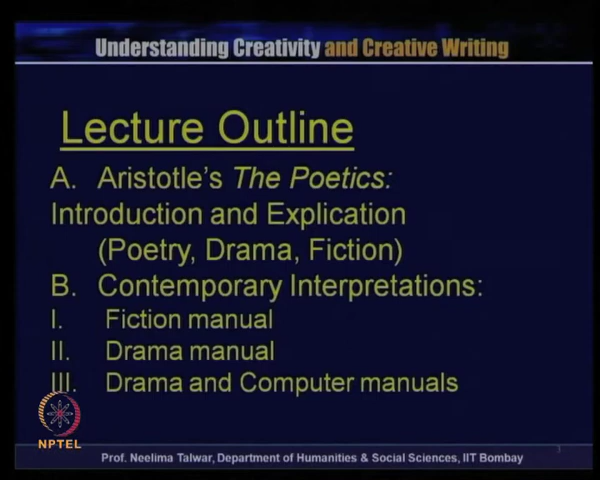 Understanding Creativity and Creative Writing
Lecture Outline
A. Aristotle's The Poetics:
Introduction and Explication
(Poetry, Drama, Fiction)
B. Contemporary Interpretations:
I. Fiction manual
II. Drama manual
III. Drama and Computer manuals
NPTEL
Prof. Neelima Talwar, Department of Humanities & Social Sciences, IIT Bombay
1